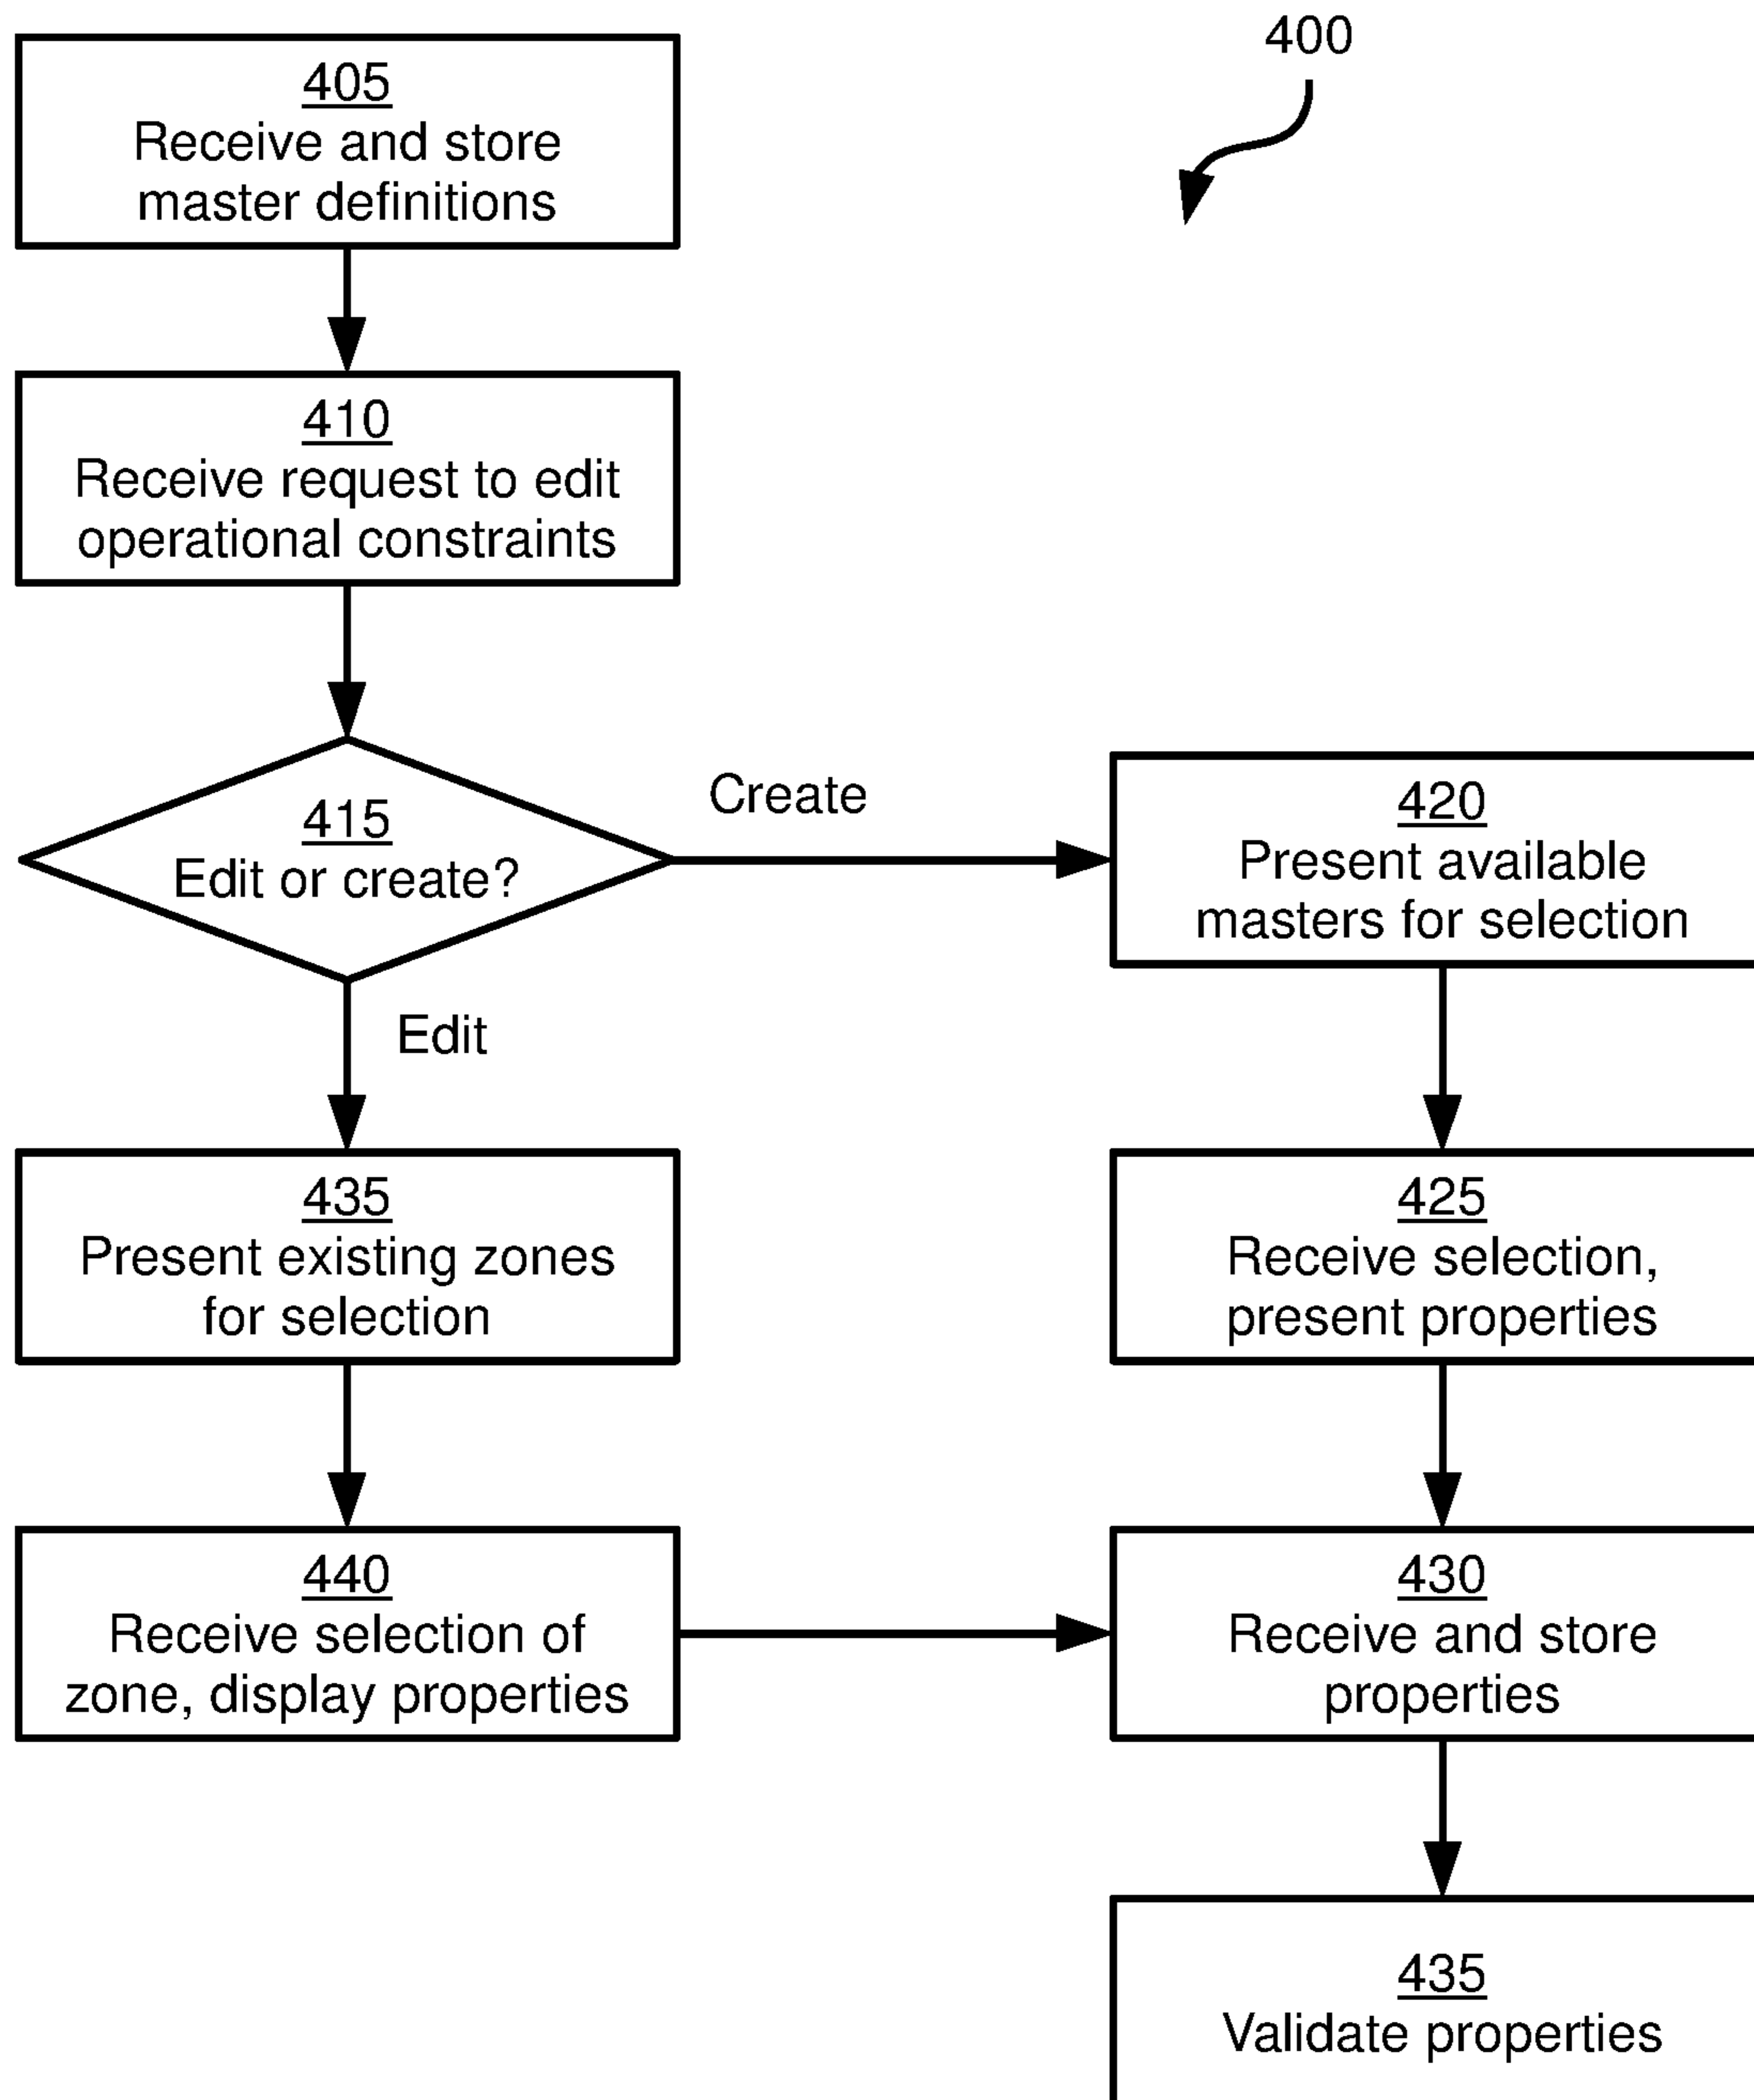 400
405
Receive and store
master definitions
410
Receive request to edit
operational constraints
415
Edit or create?
Create
420
Present available
masters for selection
Edit
435
Present existing zones
for selection
425
Receive selection,
present properties
440
Receive selection of
zone, display properties
430
Receive and store
properties
435
Validate properties